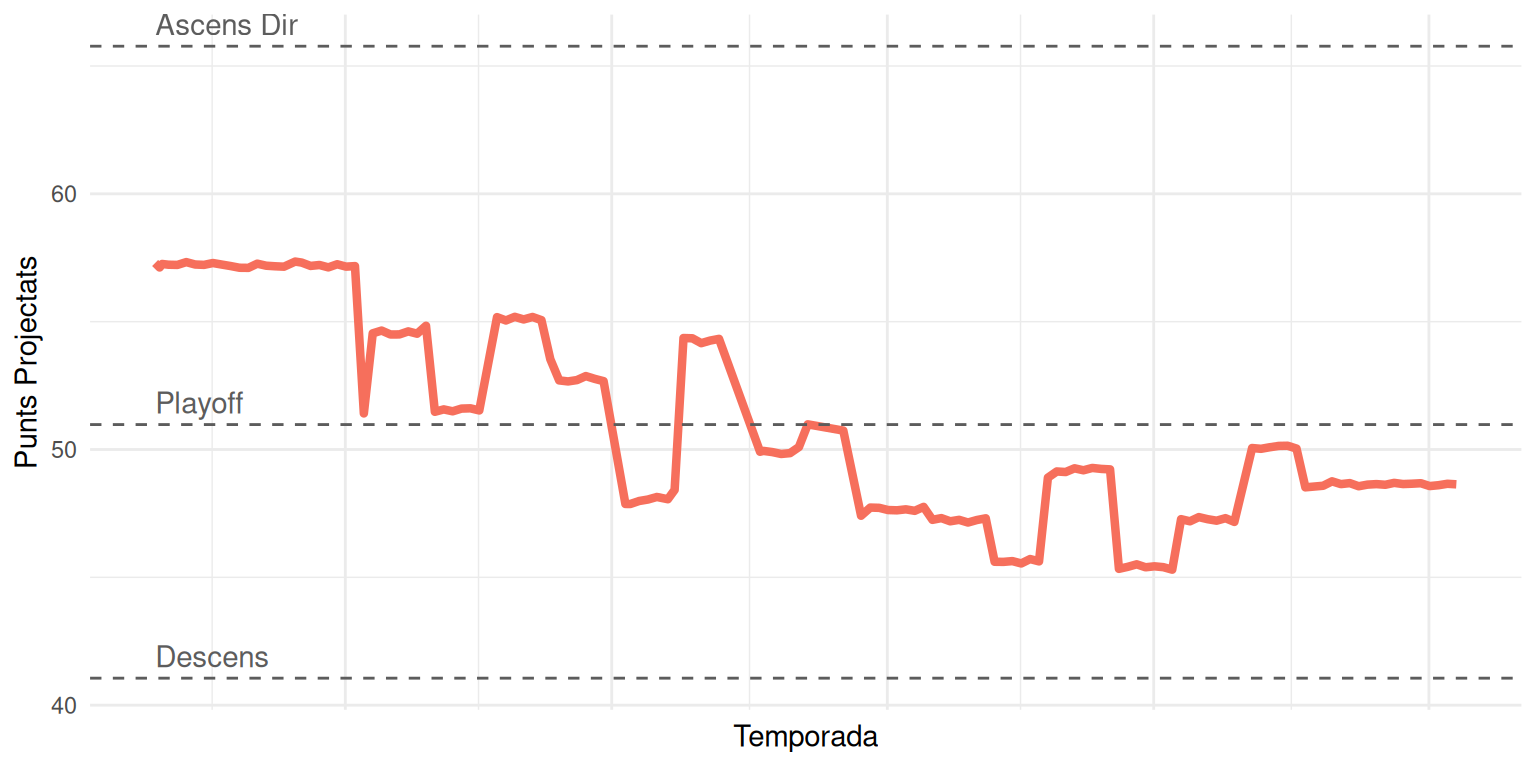 Ascens Dir
60
Punts Projectats
Playoff
50
Descens
40
Temporada